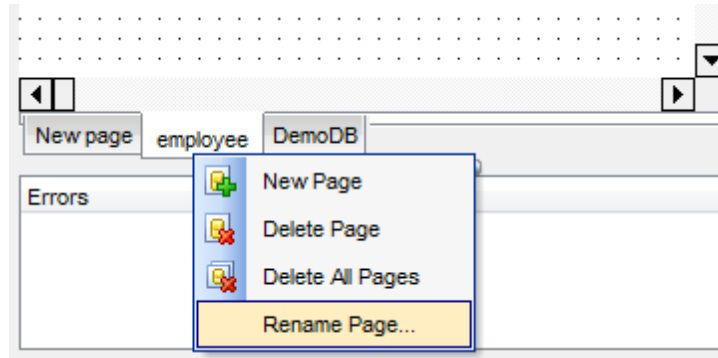 New page employee DemoDB
Errors
New Page
Delete Page
Delete All Pages
Rename Page...